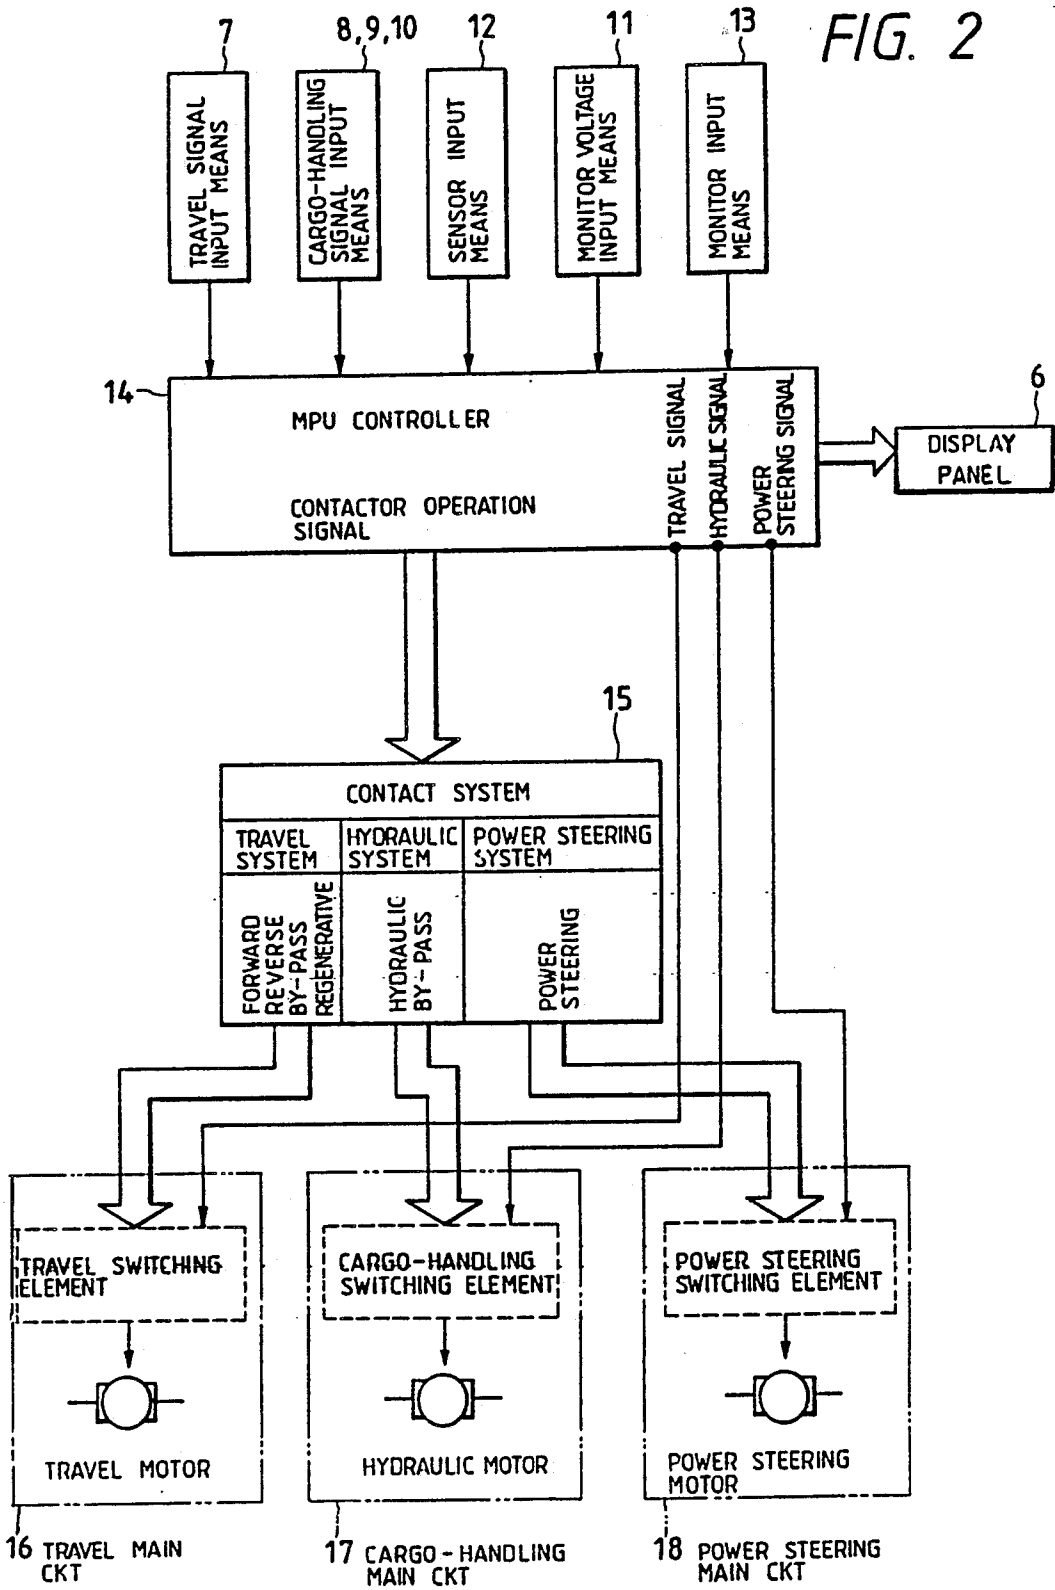 FIG. 2
7
8,9,10
12
11
13
TRAVEL SIGNAL
INPUT MEANS
CARGO-HANDLING
SIGNAL INPUT
MEANS
SENSOR INPUT
MEANS
MONITOR VOLTAGE
INPUT MEANS
MONITOR INPUT
MEANS
14
MPU CONTROLLER
CONTACTOR OPERATION
SIGNAL
TRAVEL SIGNAL
HYDRAULIC SIGNAL
POWER
STEERING SIGNAL
6
DISPLAY
PANEL
15
CONTACT SYSTEM
TRAVEL
SYSTEM
HYDRAULIC
SYSTEM
POWER STEERING
SYSTEM
FORWARD
REVERSE
BY-PASS
REGENERATIVE
HYDRAULIC
BY-PASS
POWER
STEERING
TRAVEL SWITCHING
ELEMENT
CARGO-HANDLING
SWITCHING ELEMENT
POWER STEERING
SWITCHING ELEMENT
TRAVEL MOTOR
HYDRAULIC MOTOR
POWER STEERING
MOTOR
16 TRAVEL MAIN
CKT
17 CARGO-HANDLING
MAIN CKT
18 POWER STEERING
MAIN CKT